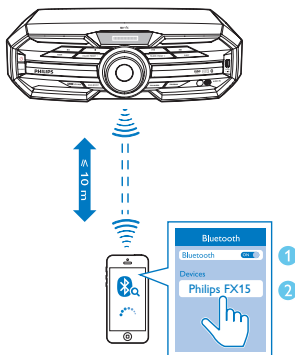 PHILIPS
≤ 10 m
Bluetooth
Bluetooth ON
1
Devices
Philips FX15
2